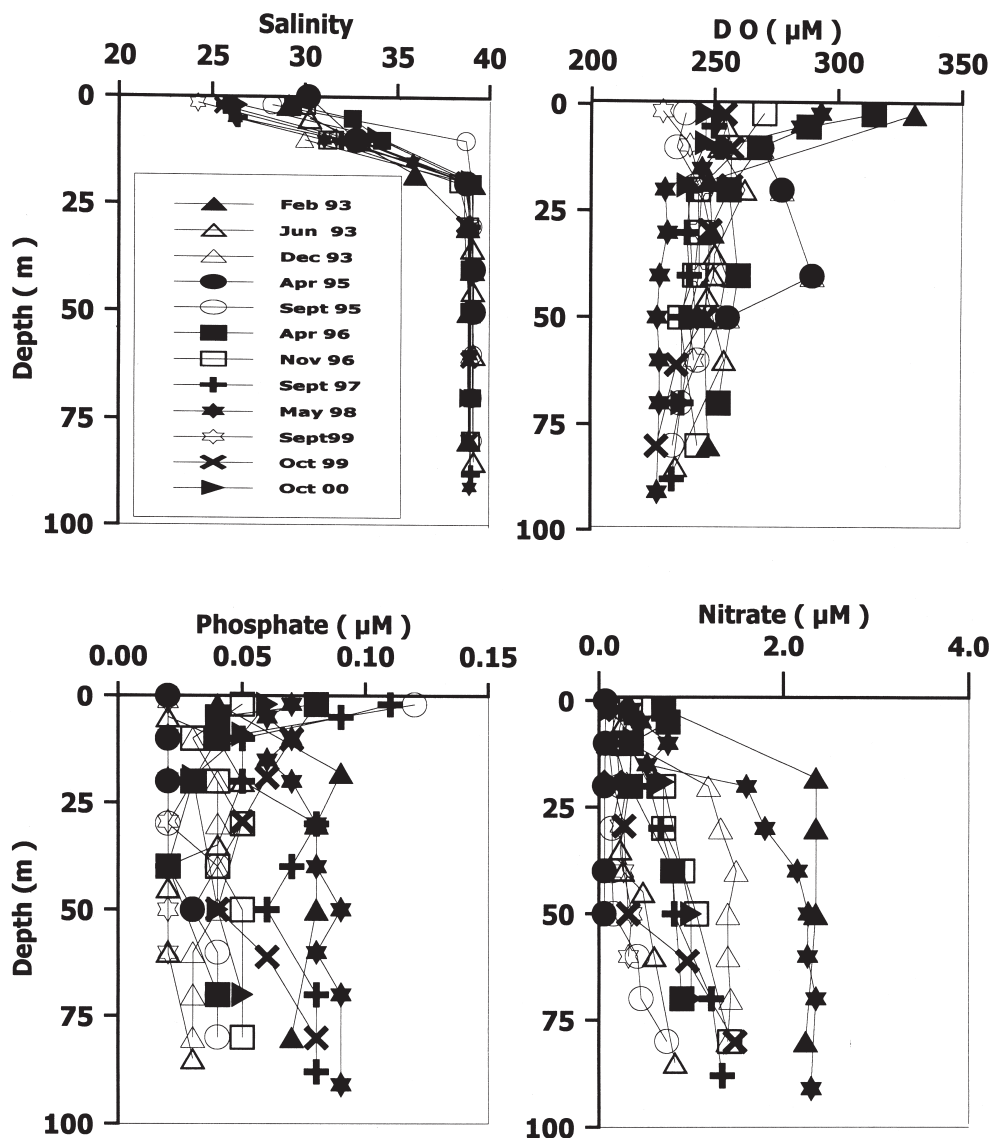 Salinity
20 25 30 35 40
0
25
50
75
100
Depth ( m )
Feb 93
Jun 93
Dec 93
Apr 95
Sept 95
Apr 96
Nov 96
Sept 97
May 98
Sept99
Oct 99
Oct 00
D O ( µM )
200 250 300 350
0
25
50
75
100
Phosphate ( µM )
0.00 0.05 0.10 0.15
0
25
50
75
100
Depth (m )
Nitrate ( µM )
0.0 2.0 4.0
0
25
50
75
100